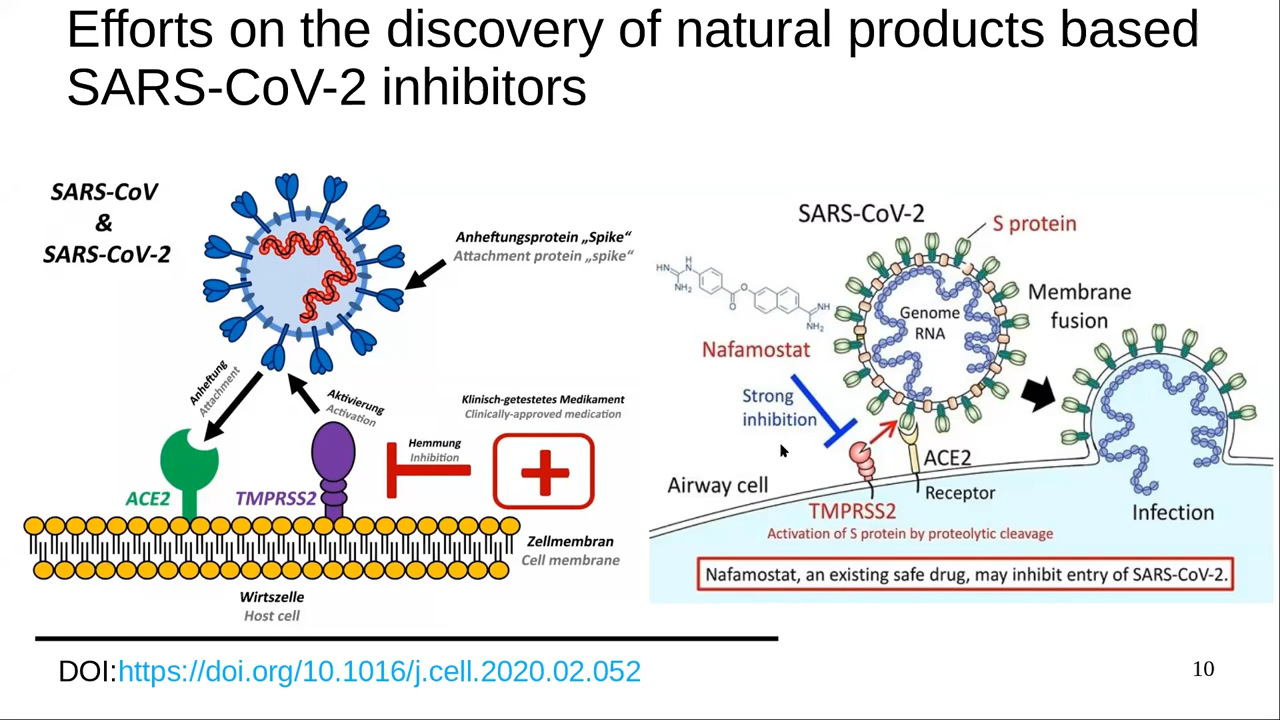 Efforts on the discovery of natural products based
SARS-CoV-2 inhibitors
SARS-CoV
&
SARS-CoV-2
Anheftungsprotein „Spike“
Attachment protein „spike“
Anheftung
Attachment
Aktivierung
Activation
Klinisch-getestetes Medikament
Clinically-approved medication
Hemmung
Inhibition
ACE2
TMPRSS2
Zellmembran
Cell membrane
Wirtszelle
Host cell
SARS-CoV-2
S protein
Genome
RNA
Membrane
fusion
HN
H
N
NH2
O
O
NH
NH2
Nafamostat
Strong
inhibition
ACE2
Receptor
Airway cell
TMPRSS2
Activation of S protein by proteolytic cleavage
Infection
Nafamostat, an existing safe drug, may inhibit entry of SARS-CoV-2.
DOI:https://doi.org/10.1016/j.cell.2020.02.052
10